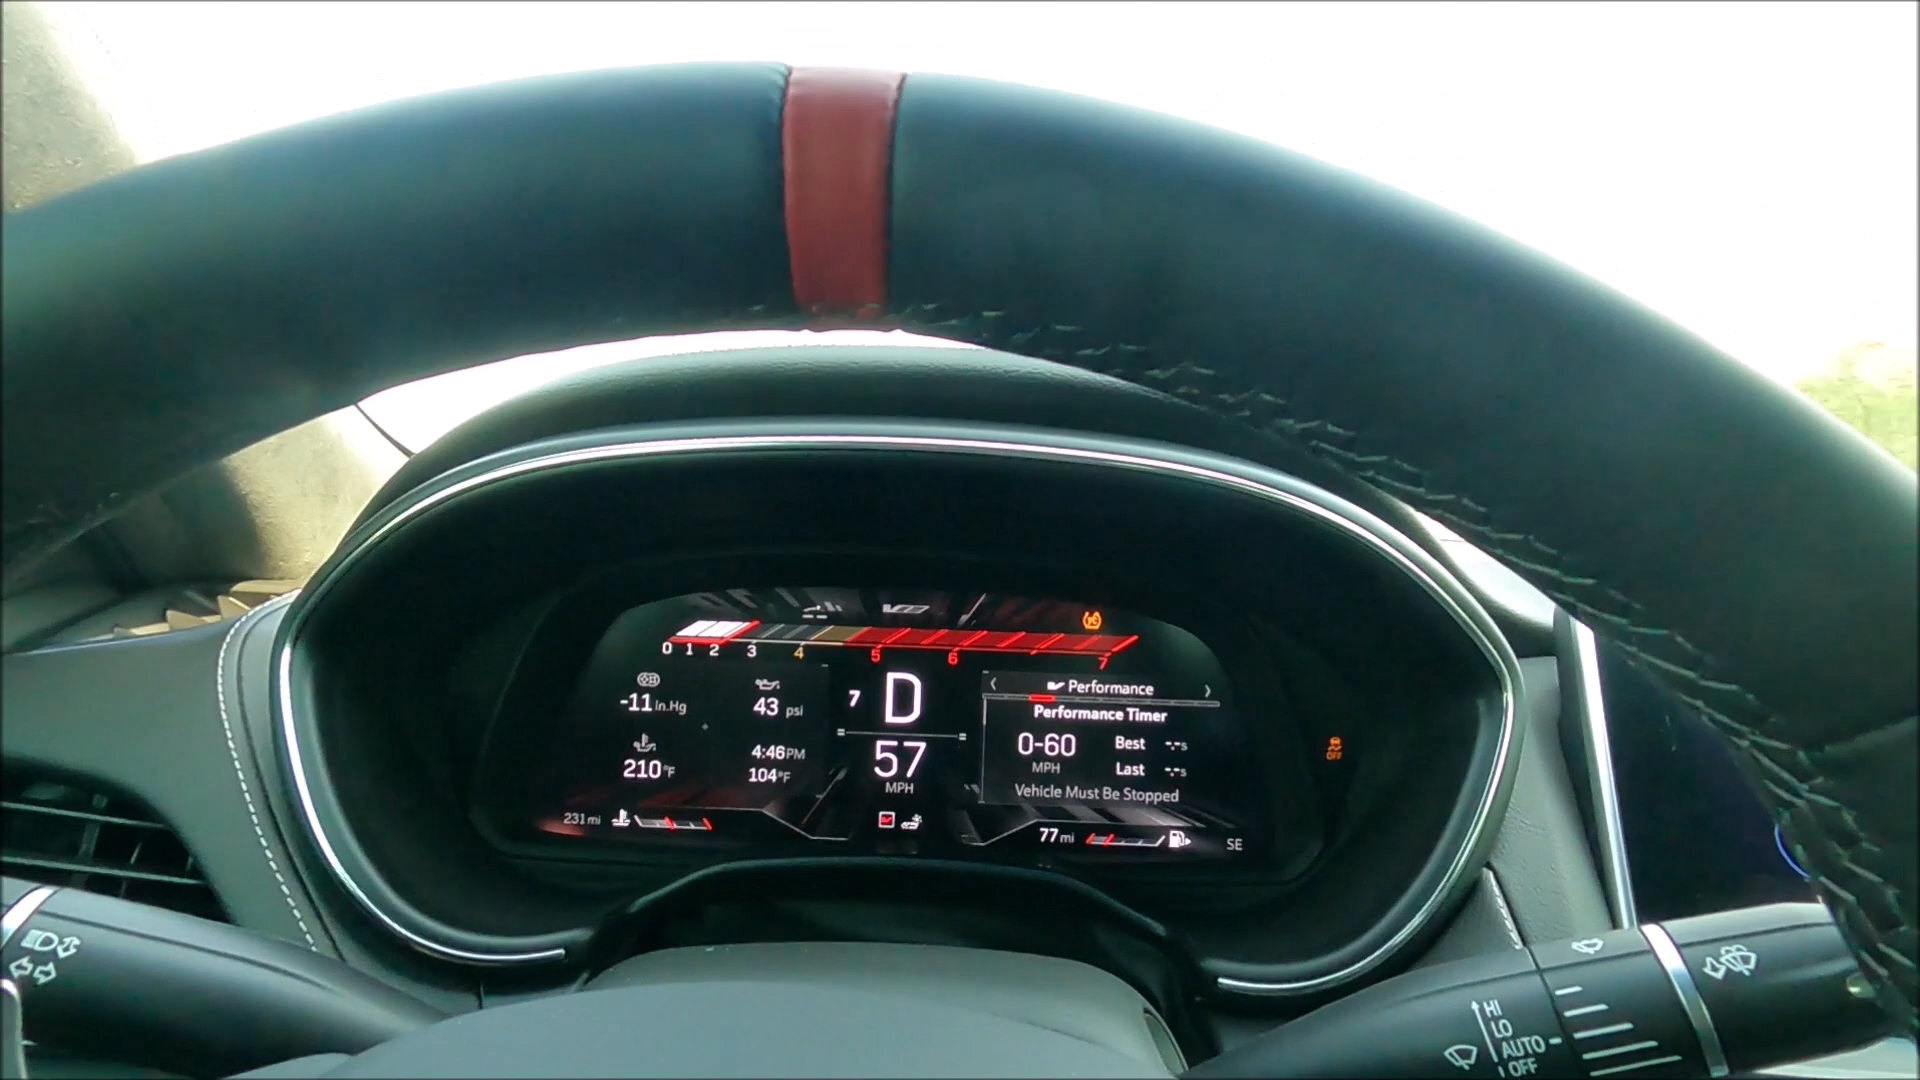 0 1 2 3 4 5 6 7
-11 In.Hg
43 psi
7 D
57
MPH
210°F
4:46PM
104°F
231 mi
Performance
Performance Timer
0-60
MPH
Best -.-s
Last -.-s
Vehicle Must Be Stopped
77 mi
SE
OFF
HI
LO
AUTO
OFF